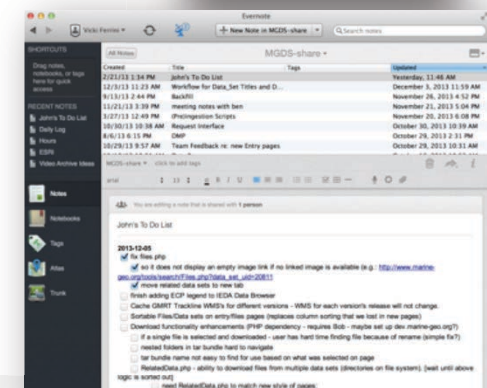 Evernote
Vicki Ferrini
New Note in MGDS-share
Search notes
SHORTCUTS
Drag notes,
notebooks, or tags
here for quick
access
RECENT NOTES
John's To Do List
Daily Log
Hours
ESRI
Video Archive Ideas
Notes
Notebooks
Tags
Atlas
Trunk
All Notes
MGDS-share
Created Title Tags Updated
2/21/13 1:34 PM John's To Do List Yesterday, 11:48 AM
12/3/13 11:23 AM Workflow for Data_Set Titles and D... December 3, 2013 11:59 AM
9/13/13 2:44 PM Backfill November 26, 2013 4:52 PM
11/21/13 3:39 PM meeting notes with ben November 21, 2013 5:04 PM
3/27/13 12:49 PM (Pre)Ingestion Scripts November 20, 2013 6:08 PM
10/30/13 10:38 AM Request Interface October 30, 2013 10:39 AM
8/6/13 6:15 PM DMP October 29, 2013 2:31 PM
10/29/13 9:57 AM Team Feedback re: new Entry pages October 29, 2013 10:31 AM
MGDS-share click to add tags
arial 13 B I U
You are editing a note that is shared with 1 person
John's To Do List
2013-12-05
fix files.php
so it does not display an empty image link if no linked image is available (e.g.: http://www.marine-
geo.org/tools/search/Files.php?data_set_uid=20811
move related data sets to new tab
finish adding ECP legend to IEDA Data Browser
Cache GMRT Trackline WMS's for different versions - WMS for each version's release will not change.
Sortable Files/Data sets on entry/files pages (replaces column sorting that we lost in new pages)
Download functionality enhancements (PHP dependency - requires Bob - maybe set up dev.marine-geo.org?)
if a single file is selected and downloaded - user has hard time finding file because of rename (simple fix?)
nested folders in tar bundle hard to navigate
tar bundle name not easy to find for use based on what was selected on page
RelatedData.php - ability to download files from multiple data sets (directories on file system). [wait until above
logic is sorted out]
need RelatedData.php to match new style of pages: